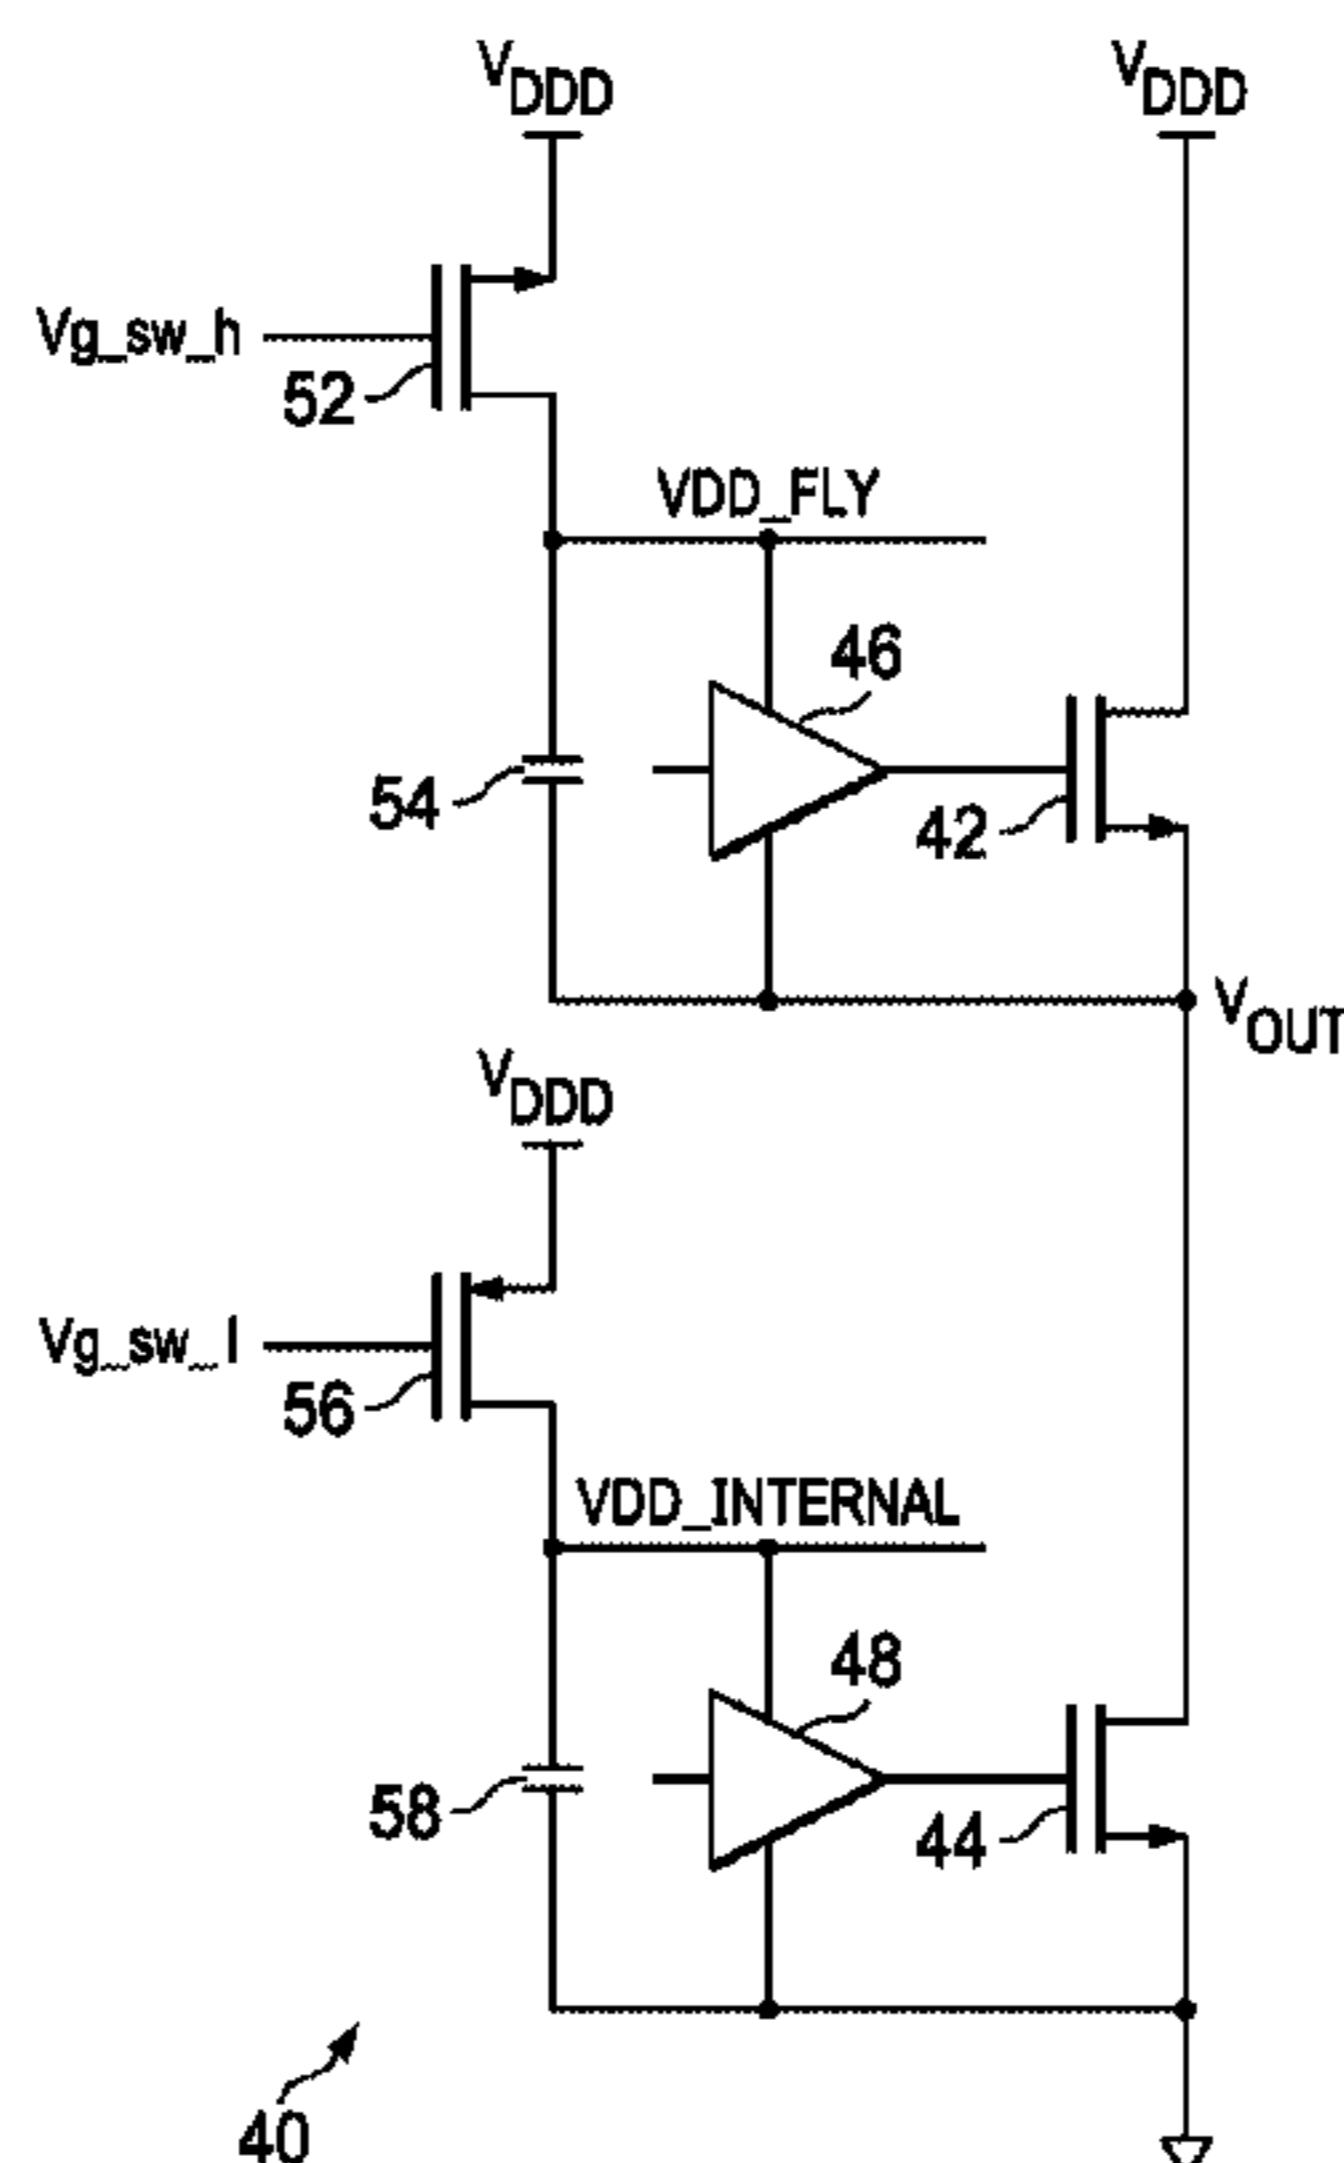 VDDD
VDDD
Vg_sw_h
52
VDD_FLY
46
54
42
VOUT
VDDD
Vg_sw_l
56
VDD_INTERNAL
48
58
44
40